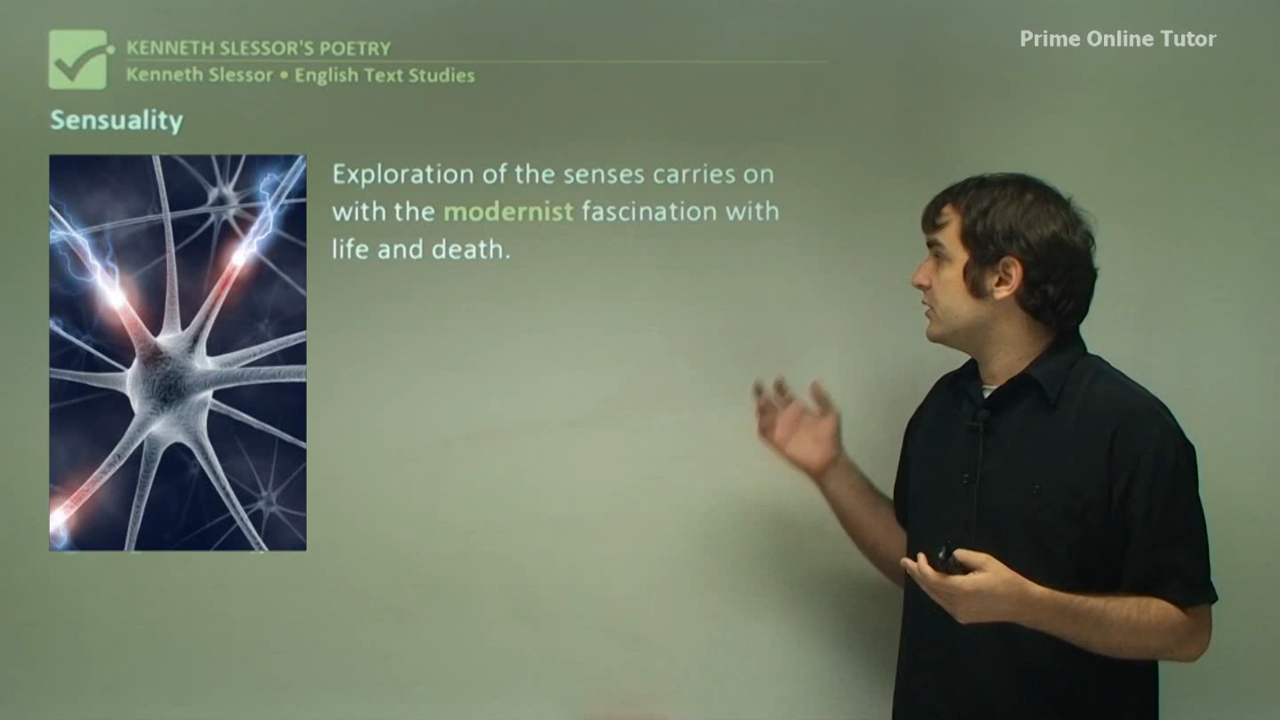 KENNETH SLESSOR'S POETRY
Kenneth Slessor • English Text Studies
Prime Online Tutor
Sensuality
Exploration of the senses carries on
with the modernist fascination with
life and death.